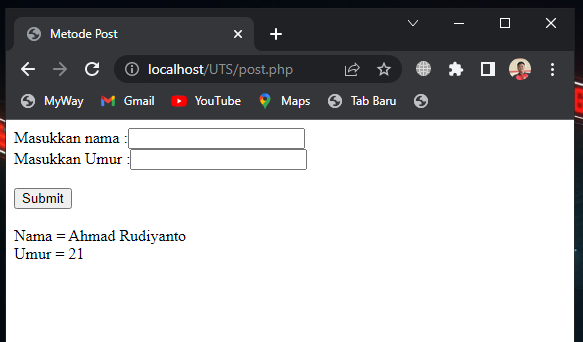 Metode Post
localhost/UTS/post.php
MyWay Gmail YouTube Maps Tab Baru
Masukkan nama :
Masukkan Umur :
Submit
Nama = Ahmad Rudiyanto
Umur = 21